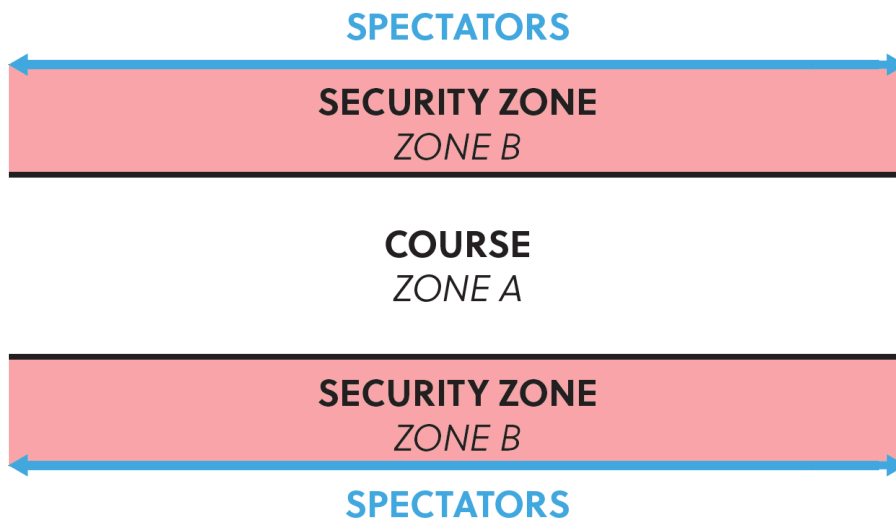 SPECTATORS
SECURITY ZONE
ZONE B
COURSE
ZONE A
SECURITY ZONE
ZONE B
SPECTATORS